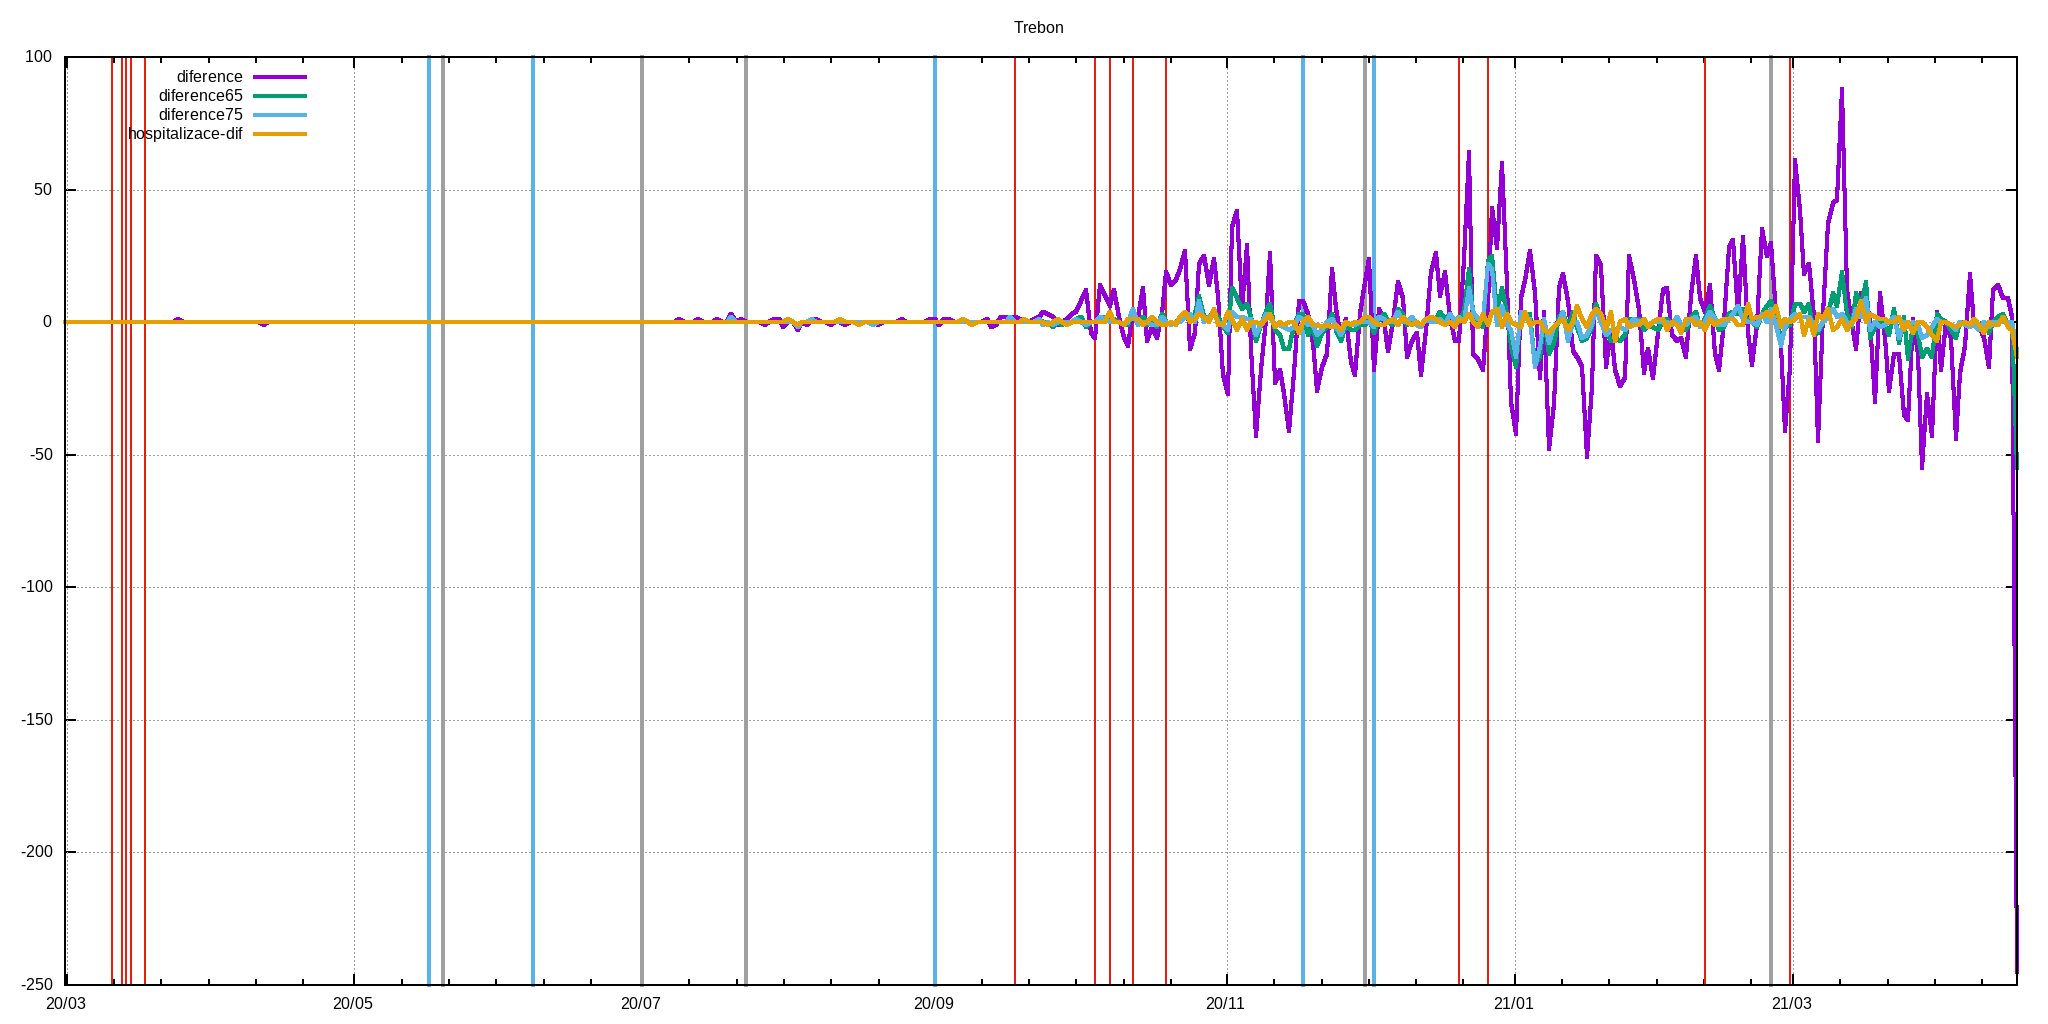 Trebon
100
50
0
-50
-100
-150
-200
-250
diference
diference65
diference75
hospitalizace-dif
20/03 20/05 20/07 20/09 20/11 21/01 21/03